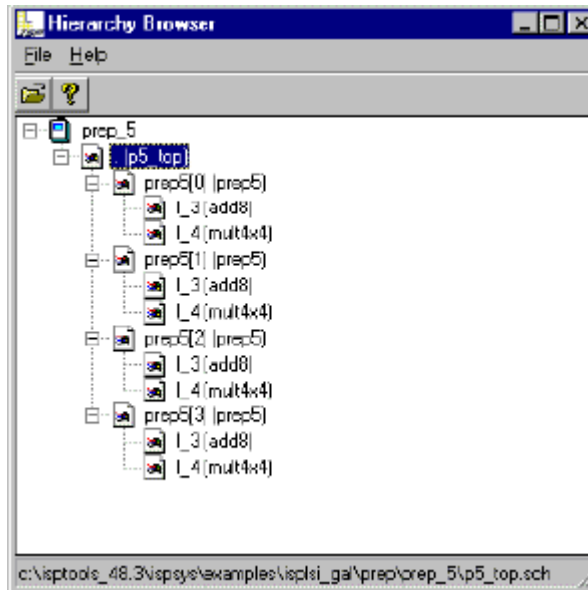 Hierarchy Browser
File Help
prep_5
. (p5_top)
prep5[0] (prep5)
I_3 (add8)
I_4 (mult4x4)
prep5[1] (prep5)
I_3 (add8)
I_4 (mult4x4)
prep5[2] (prep5)
I_3 (add8)
I_4 (mult4x4)
prep5[3] (prep5)
I_3 (add8)
I_4 (mult4x4)
c:\isptools_48.3\ispsys\examples\isplsi_gal\prep\prep_5\p5_top.sch